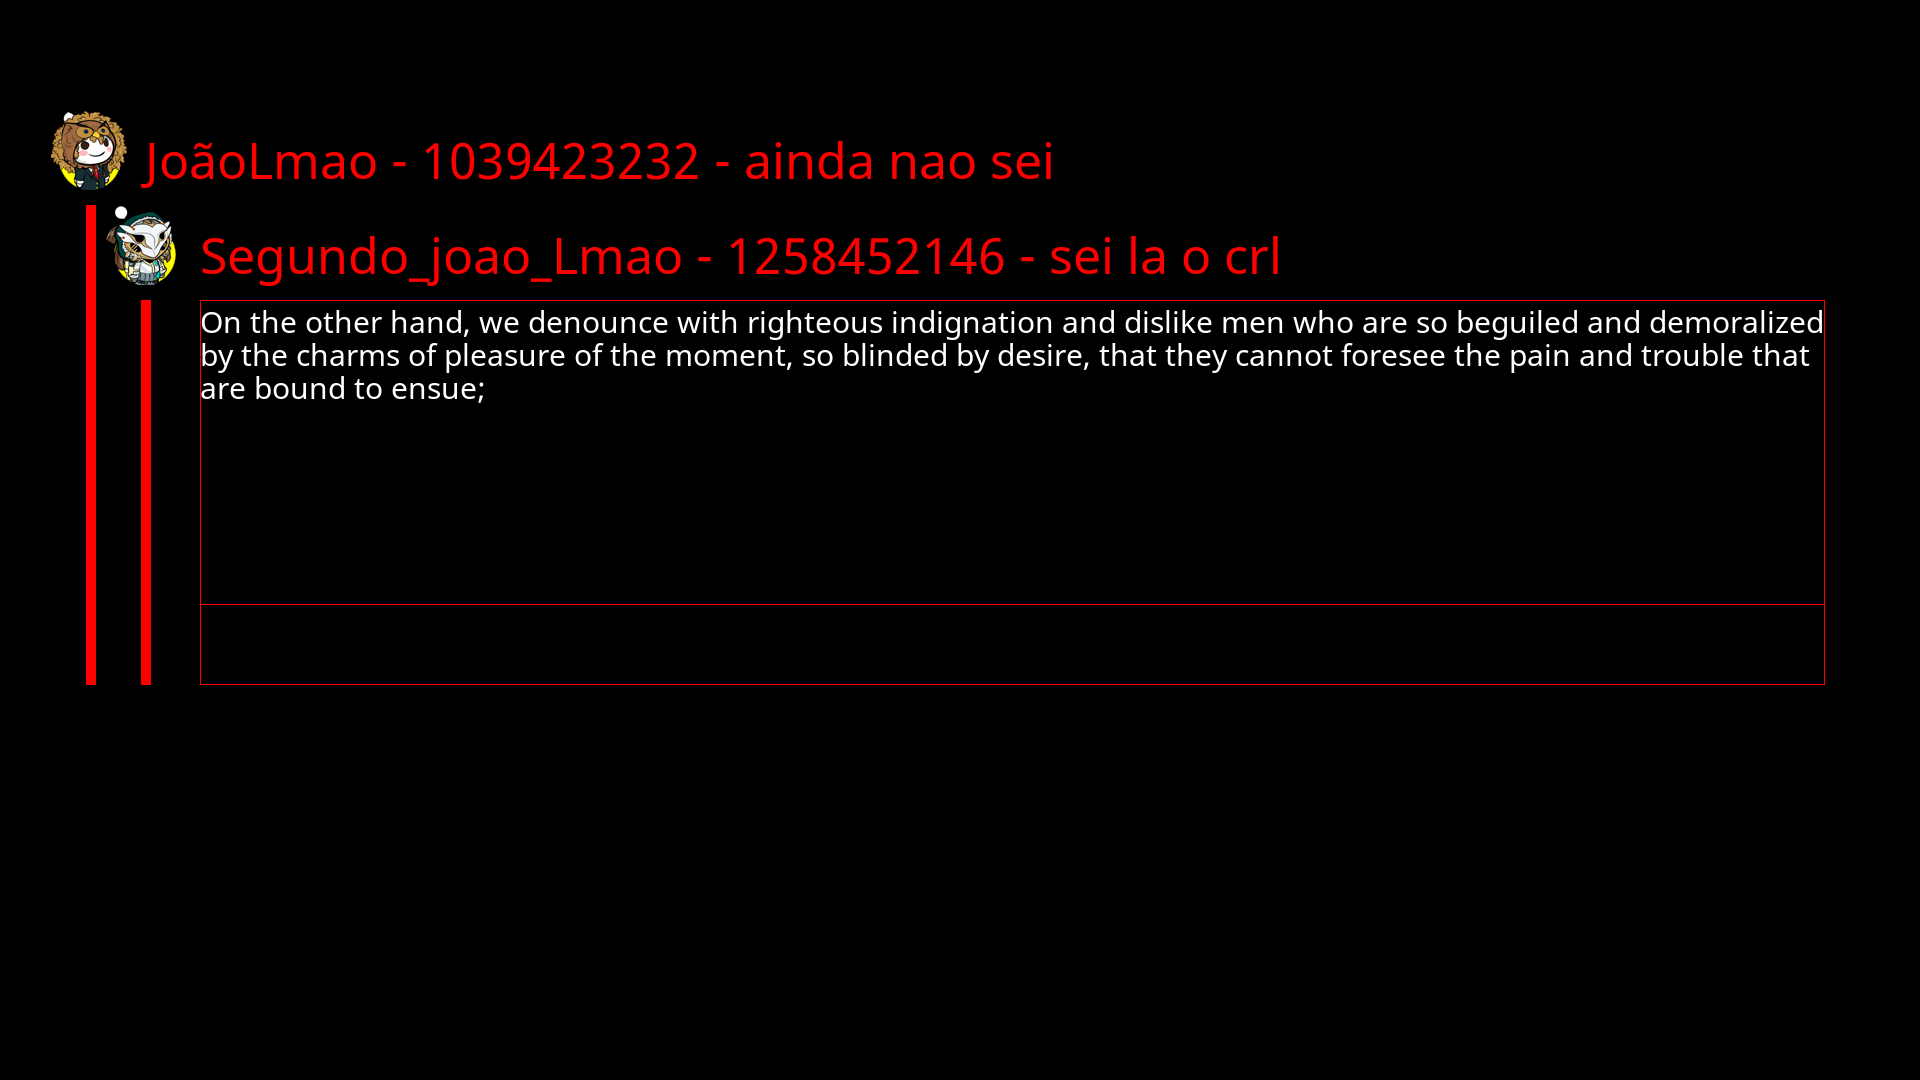 JoãoLmao - 1039423232 - ainda nao sei
Segundo_joao_Lmao - 1258452146 - sei la o crl
On the other hand, we denounce with righteous indignation and dislike men who are so beguiled and demoralized
by the charms of pleasure of the moment, so blinded by desire, that they cannot foresee the pain and trouble that
are bound to ensue;